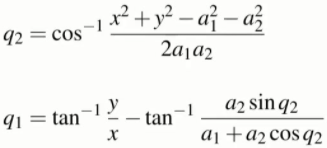 q₂ = cos⁻¹ (x² + y² − a₁² − a₂²) / (2a₁a₂)
q₁ = tan⁻¹ y/x − tan⁻¹ (a₂ sin q₂) / (a₁ + a₂ cos q₂)